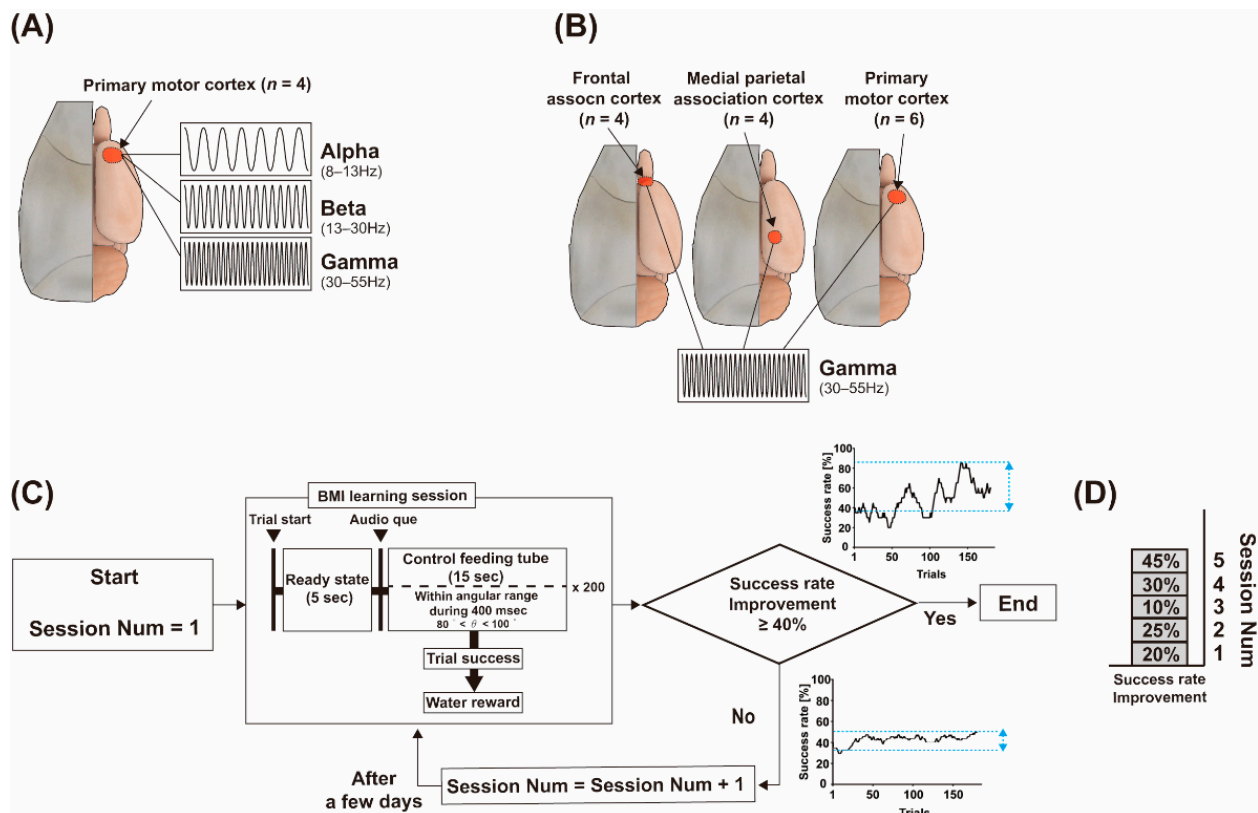 (A)
Primary motor cortex (n = 4)
Alpha
(8–13Hz)
Beta
(13–30Hz)
Gamma
(30–55Hz)
(B)
Frontal
assocn cortex
(n = 4)
Medial parietal
association cortex
(n = 4)
Primary
motor cortex
(n = 6)
Gamma
(30–55Hz)
(C)
Start
Session Num = 1
BMI learning session
Trial start
Audio que
Ready state
(5 sec)
Control feeding tube
(15 sec)
Within angular range
during 400 msec
80 ° < θ < 100 °
x 200
Trial success
Water reward
Success rate
Improvement
≥ 40%
Yes
End
No
Session Num = Session Num + 1
After
a few days
Success rate [%]
100
80
60
40
20
0
1 50 100 150
Trials
Success rate [%]
100
80
60
40
20
0
1 50 100 150
Trials
(D)
45% 5
30% 4
10% 3
25% 2
20% 1
Session Num
Success rate
Improvement